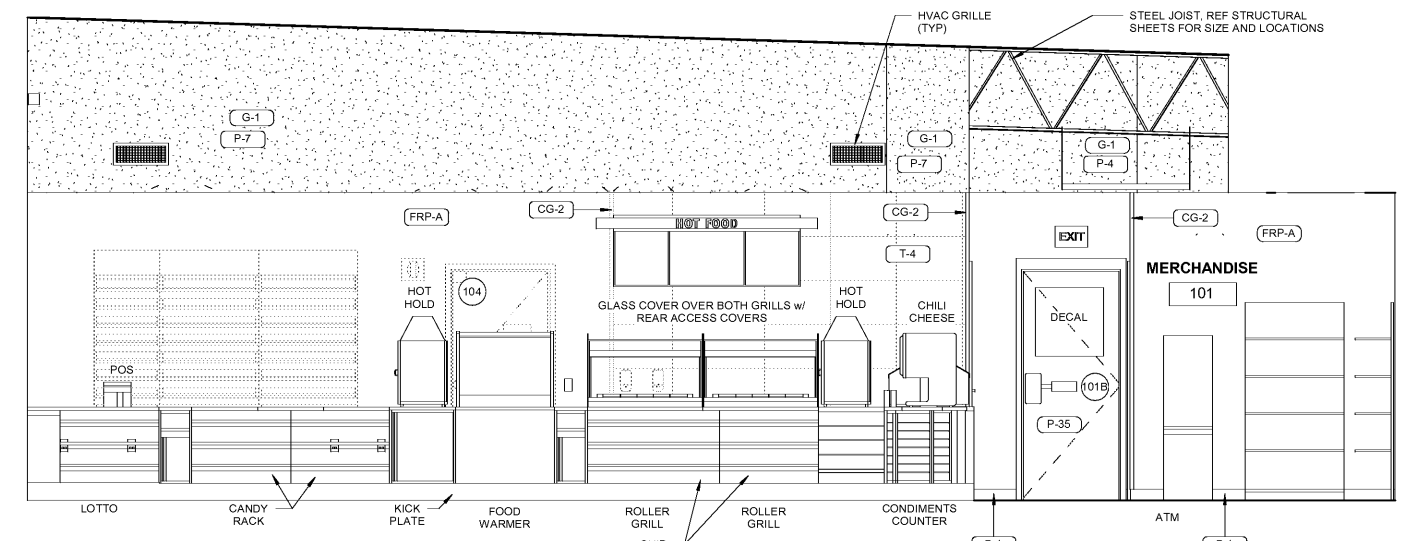 HVAC GRILLE
(TYP)
STEEL JOIST, REF STRUCTURAL
SHEETS FOR SIZE AND LOCATIONS
G-1
P-7
G-1
P-7
G-1
P-4
FRP-A
CG-2
HOT FOOD
CG-2
T-4
EXIT
CG-2
FRP-A
MERCHANDISE
101
104
HOT
HOLD
GLASS COVER OVER BOTH GRILLS w/
REAR ACCESS COVERS
HOT
HOLD
CHILI
CHEESE
DECAL
POS
101B
P-35
LOTTO
CANDY
RACK
KICK
PLATE
FOOD
WARMER
ROLLER
GRILL
ROLLER
GRILL
CONDIMENTS
COUNTER
ATM